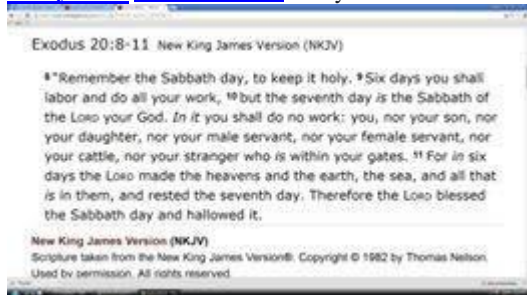 Exodus 20:8-11 New King James Version (NKJV)
8 "Remember the Sabbath day, to keep it holy. 9 Six days you shall
labor and do all your work, 10 but the seventh day is the Sabbath of
the LORD your God. In it you shall do no work: you, nor your son, nor
your daughter, nor your male servant, nor your female servant, nor
your cattle, nor your stranger who is within your gates. 11 For in six
days the LORD made the heavens and the earth, the sea, and all that
is in them, and rested the seventh day. Therefore the LORD blessed
the Sabbath day and hallowed it.
New King James Version (NKJV)
Scripture taken from the New King James Version®. Copyright © 1982 by Thomas Nelson.
Used by permission. All rights reserved